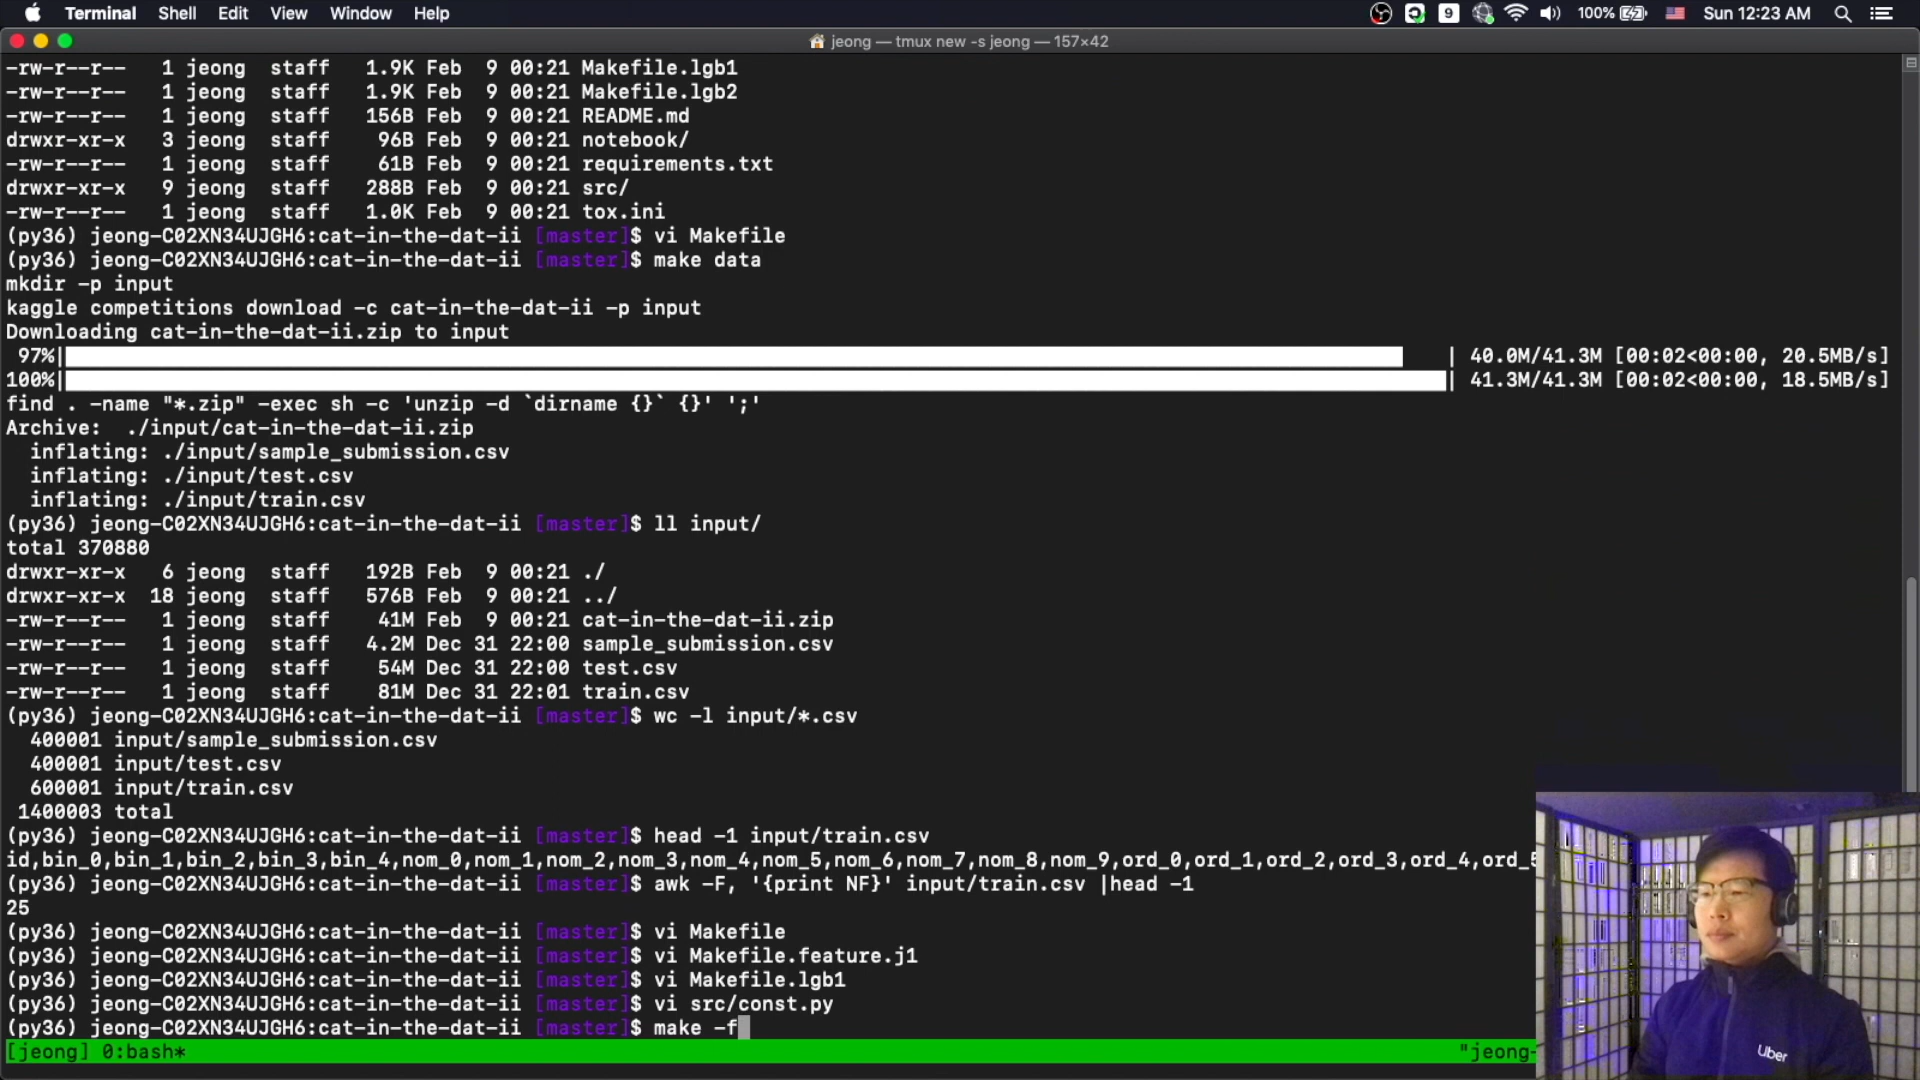 Terminal Shell Edit View Window Help 9 100% Sun 12:23 AM
jeong — tmux new -s jeong — 157×42
-rw-r--r-- 1 jeong staff 1.9K Feb 9 00:21 Makefile.lgb1
-rw-r--r-- 1 jeong staff 1.9K Feb 9 00:21 Makefile.lgb2
-rw-r--r-- 1 jeong staff 156B Feb 9 00:21 README.md
drwxr-xr-x 3 jeong staff 96B Feb 9 00:21 notebook/
-rw-r--r-- 1 jeong staff 61B Feb 9 00:21 requirements.txt
drwxr-xr-x 9 jeong staff 288B Feb 9 00:21 src/
-rw-r--r-- 1 jeong staff 1.0K Feb 9 00:21 tox.ini
(py36) jeong-C02XN34UJGH6:cat-in-the-dat-ii [master]$ vi Makefile
(py36) jeong-C02XN34UJGH6:cat-in-the-dat-ii [master]$ make data
mkdir -p input
kaggle competitions download -c cat-in-the-dat-ii -p input
Downloading cat-in-the-dat-ii.zip to input
97%| | 40.0M/41.3M [00:02<00:00, 20.5MB/s]
100%| | 41.3M/41.3M [00:02<00:00, 18.5MB/s]
find . -name "*.zip" -exec sh -c 'unzip -d `dirname {}` {}' ';'
Archive: ./input/cat-in-the-dat-ii.zip
inflating: ./input/sample_submission.csv
inflating: ./input/test.csv
inflating: ./input/train.csv
(py36) jeong-C02XN34UJGH6:cat-in-the-dat-ii [master]$ ll input/
total 370880
drwxr-xr-x 6 jeong staff 192B Feb 9 00:21 ./
drwxr-xr-x 18 jeong staff 576B Feb 9 00:21 ../
-rw-r--r-- 1 jeong staff 41M Feb 9 00:21 cat-in-the-dat-ii.zip
-rw-r--r-- 1 jeong staff 4.2M Dec 31 22:00 sample_submission.csv
-rw-r--r-- 1 jeong staff 54M Dec 31 22:00 test.csv
-rw-r--r-- 1 jeong staff 81M Dec 31 22:01 train.csv
(py36) jeong-C02XN34UJGH6:cat-in-the-dat-ii [master]$ wc -l input/*.csv
400001 input/sample_submission.csv
400001 input/test.csv
600001 input/train.csv
1400003 total
(py36) jeong-C02XN34UJGH6:cat-in-the-dat-ii [master]$ head -1 input/train.csv
id,bin_0,bin_1,bin_2,bin_3,bin_4,nom_0,nom_1,nom_2,nom_3,nom_4,nom_5,nom_6,nom_7,nom_8,nom_9,ord_0,ord_1,ord_2,ord_3,ord_4,ord_5
(py36) jeong-C02XN34UJGH6:cat-in-the-dat-ii [master]$ awk -F, '{print NF}' input/train.csv |head -1
25
(py36) jeong-C02XN34UJGH6:cat-in-the-dat-ii [master]$ vi Makefile
(py36) jeong-C02XN34UJGH6:cat-in-the-dat-ii [master]$ vi Makefile.feature.j1
(py36) jeong-C02XN34UJGH6:cat-in-the-dat-ii [master]$ vi Makefile.lgb1
(py36) jeong-C02XN34UJGH6:cat-in-the-dat-ii [master]$ vi src/const.py
(py36) jeong-C02XN34UJGH6:cat-in-the-dat-ii [master]$ make -f
[jeong] 0:bash* "jeong-
Uber